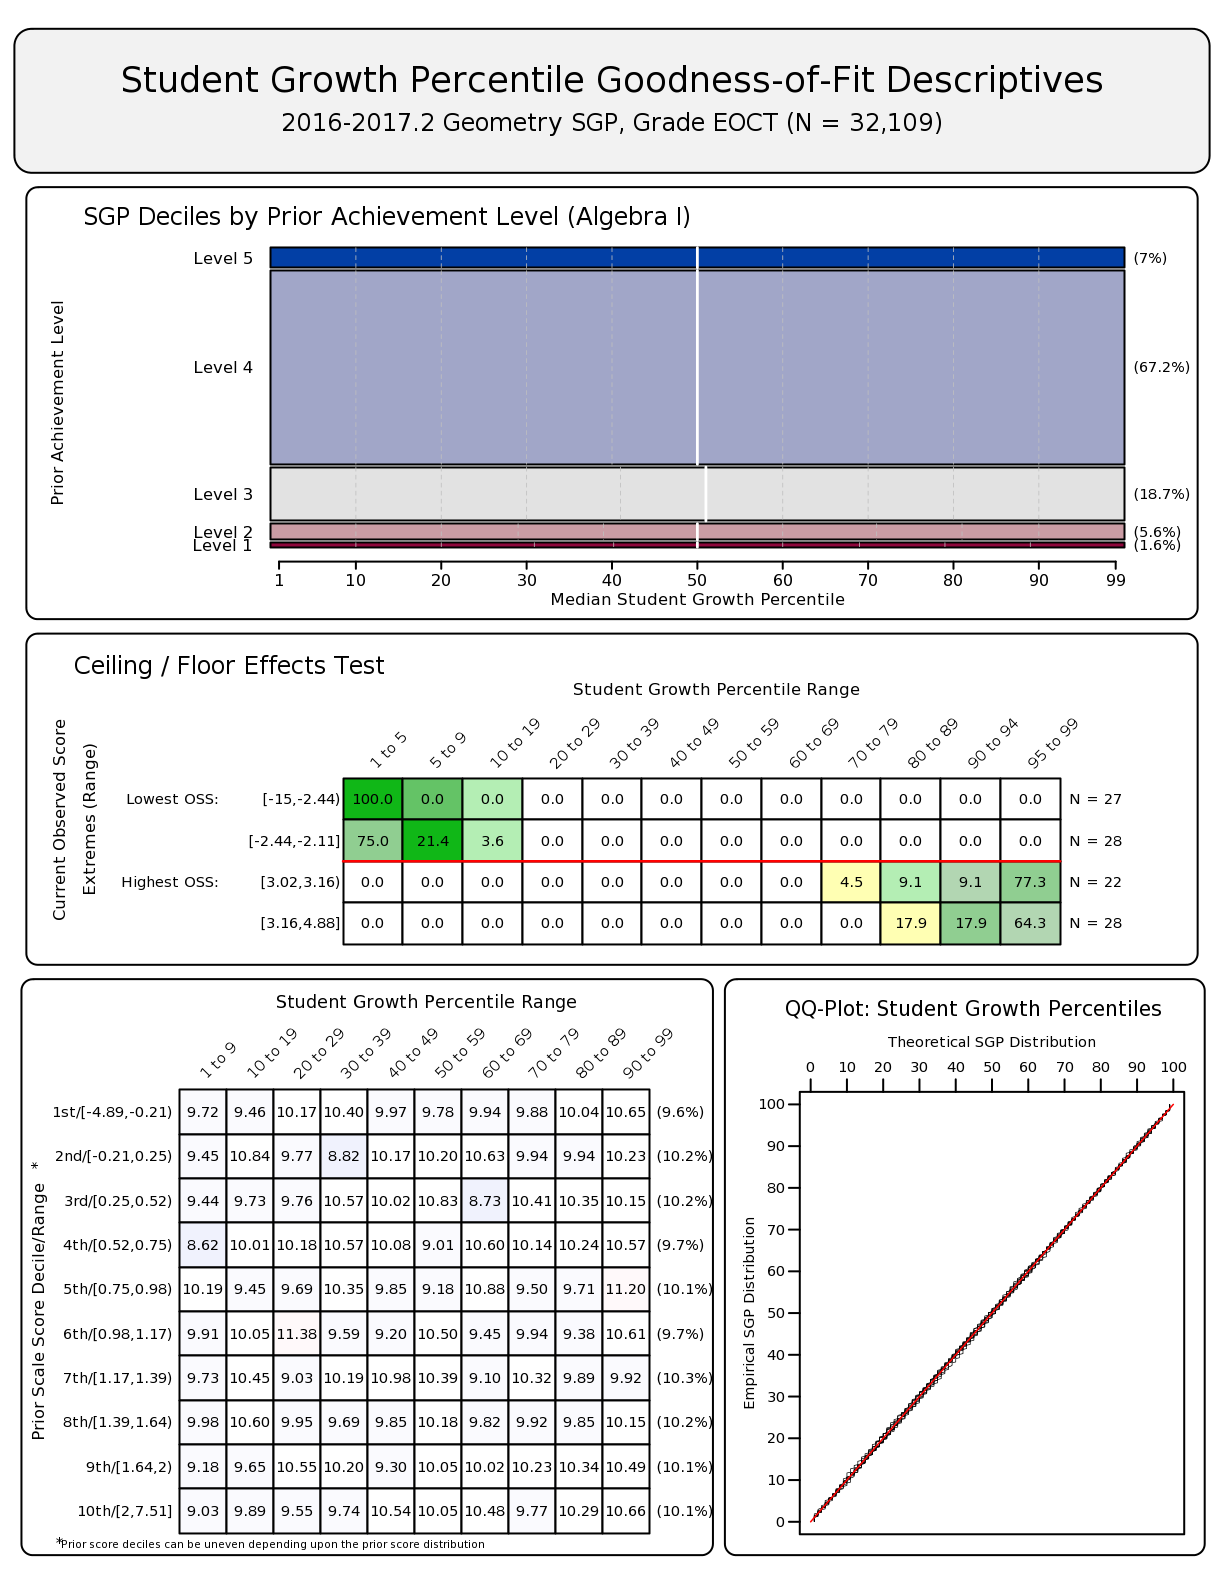 Student Growth Percentile Goodness-of-Fit Descriptives
2016-2017.2 Geometry SGP, Grade EOCT (N = 32,109)
SGP Deciles by Prior Achievement Level (Algebra I)
Prior Achievement Level
Level 5 (7%)
Level 4 (67.2%)
Level 3 (18.7%)
Level 2 (5.6%)
Level 1 (1.6%)
1 10 20 30 40 50 60 70 80 90 99
Median Student Growth Percentile
Ceiling / Floor Effects Test
Student Growth Percentile Range
Current Observed Score
Extremes (Range)
1 to 5 5 to 9 10 to 19 20 to 29 30 to 39 40 to 49 50 to 59 60 to 69 70 to 79 80 to 89 90 to 94 95 to 99
Lowest OSS: [-15,-2.44) 100.0 0.0 0.0 0.0 0.0 0.0 0.0 0.0 0.0 0.0 0.0 0.0 N = 27
[-2.44,-2.11] 75.0 21.4 3.6 0.0 0.0 0.0 0.0 0.0 0.0 0.0 0.0 0.0 N = 28
Highest OSS: [3.02,3.16) 0.0 0.0 0.0 0.0 0.0 0.0 0.0 0.0 4.5 9.1 9.1 77.3 N = 22
[3.16,4.88] 0.0 0.0 0.0 0.0 0.0 0.0 0.0 0.0 0.0 17.9 17.9 64.3 N = 28
Student Growth Percentile Range
Prior Scale Score Decile/Range *
1 to 9 10 to 19 20 to 29 30 to 39 40 to 49 50 to 59 60 to 69 70 to 79 80 to 89 90 to 99
1st/[-4.89,-0.21) 9.72 9.46 10.17 10.40 9.97 9.78 9.94 9.88 10.04 10.65 (9.6%)
2nd/[-0.21,0.25) 9.45 10.84 9.77 8.82 10.17 10.20 10.63 9.94 9.94 10.23 (10.2%)
3rd/[0.25,0.52) 9.44 9.73 9.76 10.57 10.02 10.83 8.73 10.41 10.35 10.15 (10.2%)
4th/[0.52,0.75) 8.62 10.01 10.18 10.57 10.08 9.01 10.60 10.14 10.24 10.57 (9.7%)
5th/[0.75,0.98) 10.19 9.45 9.69 10.35 9.85 9.18 10.88 9.50 9.71 11.20 (10.1%)
6th/[0.98,1.17) 9.91 10.05 11.38 9.59 9.20 10.50 9.45 9.94 9.38 10.61 (9.7%)
7th/[1.17,1.39) 9.73 10.45 9.03 10.19 10.98 10.39 9.10 10.32 9.89 9.92 (10.3%)
8th/[1.39,1.64) 9.98 10.60 9.95 9.69 9.85 10.18 9.82 9.92 9.85 10.15 (10.2%)
9th/[1.64,2) 9.18 9.65 10.55 10.20 9.30 10.05 10.02 10.23 10.34 10.49 (10.1%)
10th/[2,7.51] 9.03 9.89 9.55 9.74 10.54 10.05 10.48 9.77 10.29 10.66 (10.1%)
*Prior score deciles can be uneven depending upon the prior score distribution
QQ-Plot: Student Growth Percentiles
Theoretical SGP Distribution
0 10 20 30 40 50 60 70 80 90 100
Empirical SGP Distribution
100
90
80
70
60
50
40
30
20
10
0